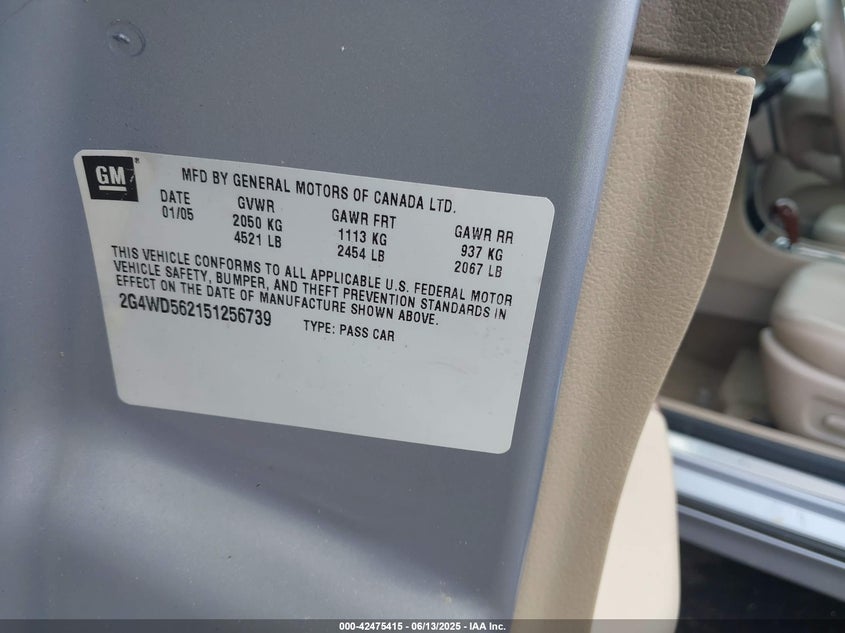 GM
MFD BY GENERAL MOTORS OF CANADA LTD.
DATE GVWR GAWR FRT GAWR RR
01/05 2050 KG 1113 KG 937 KG
4521 LB 2454 LB 2067 LB
THIS VEHICLE CONFORMS TO ALL APPLICABLE U.S. FEDERAL MOTOR
VEHICLE SAFETY, BUMPER, AND THEFT PREVENTION STANDARDS IN
EFFECT ON THE DATE OF MANUFACTURE SHOWN ABOVE.
2G4WD562151256739 TYPE: PASS CAR
000-42475415 - 06/13/2025 - IAA Inc.